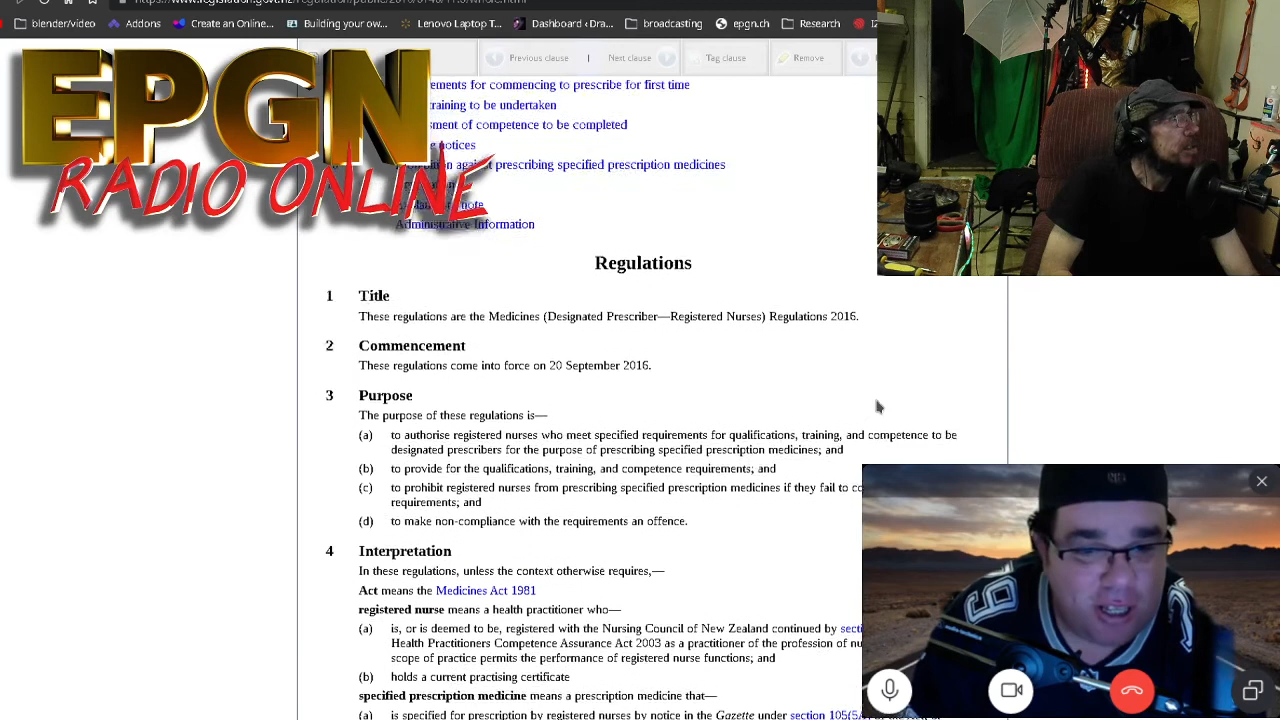 blender/video
Addons
Create an Online...
Building your ow...
Lenovo Laptop T...
Dashboard ‹ Dra...
broadcasting
epgn.ch
Research
Previous clause | Next clause
Tag clause
Remove
EPGN
RADIO ONLINE
for commencing to prescribe for first time
training to be undertaken
of competence to be completed
notices
against prescribing specified prescription medicines
note
Administrative Information
Regulations
1 Title
These regulations are the Medicines (Designated Prescriber—Registered Nurses) Regulations 2016.
2 Commencement
These regulations come into force on 20 September 2016.
3 Purpose
The purpose of these regulations is—
(a) to authorise registered nurses who meet specified requirements for qualifications, training, and competence to be
designated prescribers for the purpose of prescribing specified prescription medicines; and
(b) to provide for the qualifications, training, and competence requirements; and
(c) to prohibit registered nurses from prescribing specified prescription medicines if they fail to
requirements; and
(d) to make non-compliance with the requirements an offence.
4 Interpretation
In these regulations, unless the context otherwise requires,—
Act means the Medicines Act 1981
registered nurse means a health practitioner who—
(a) is, or is deemed to be, registered with the Nursing Council of New Zealand continued by
Health Practitioners Competence Assurance Act 2003 as a practitioner of the profession of
scope of practice permits the performance of registered nurse functions; and
(b) holds a current practising certificate
specified prescription medicine means a prescription medicine that—
(a) is specified for prescription by registered nurses by notice in the Gazette under section